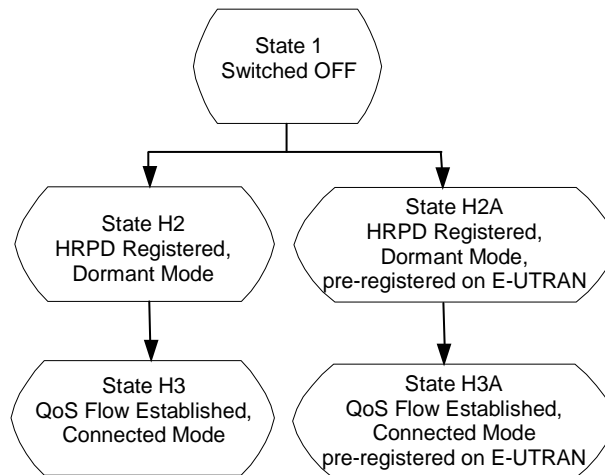 State 1
Switched OFF
State H2
HRPD Registered,
Dormant Mode
State H2A
HRPD Registered,
Dormant Mode,
pre-registered on E-UTRAN
State H3
QoS Flow Established,
Connected Mode
State H3A
QoS Flow Established,
Connected Mode
pre-registered on E-UTRAN